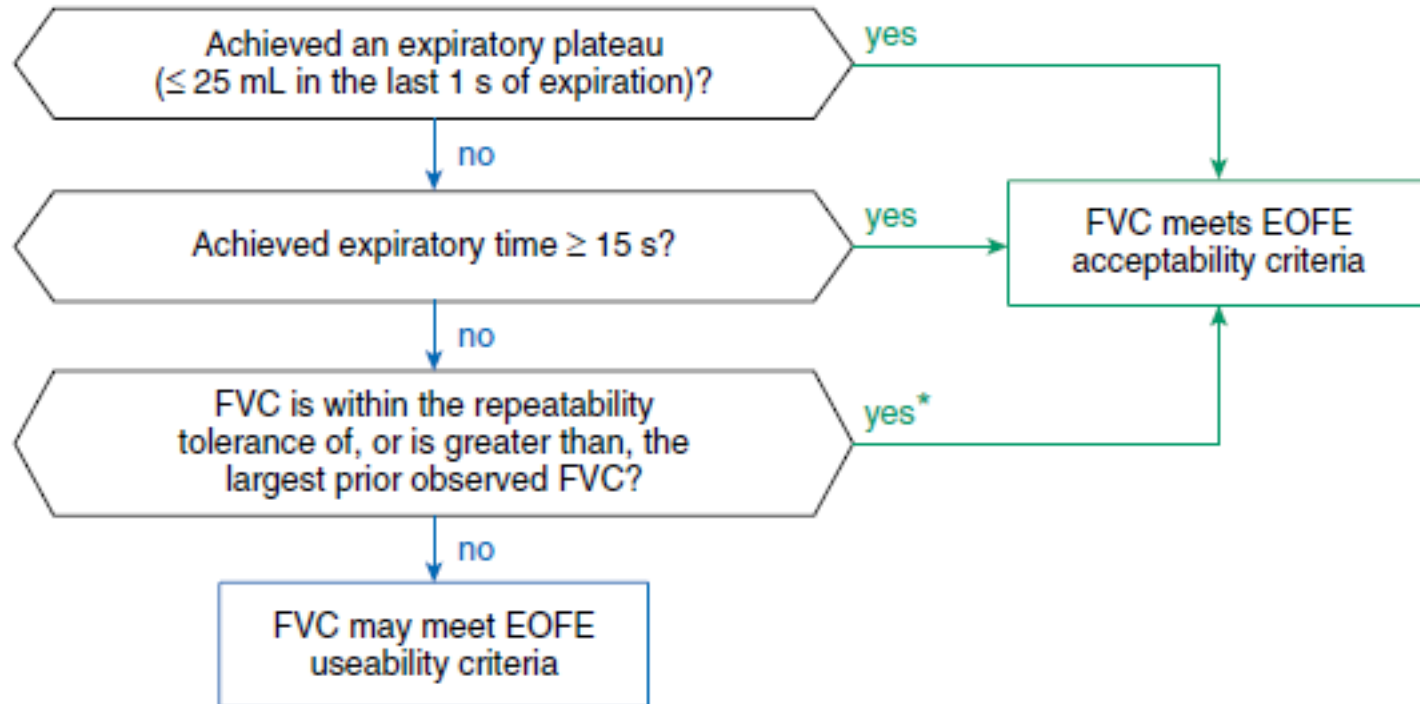 Achieved an expiratory plateau
(≤ 25 mL in the last 1 s of expiration)?
yes
no
Achieved expiratory time ≥ 15 s?
yes
FVC meets EOFE
acceptability criteria
no
FVC is within the repeatability
tolerance of, or is greater than, the
largest prior observed FVC?
yes*
no
FVC may meet EOFE
useability criteria